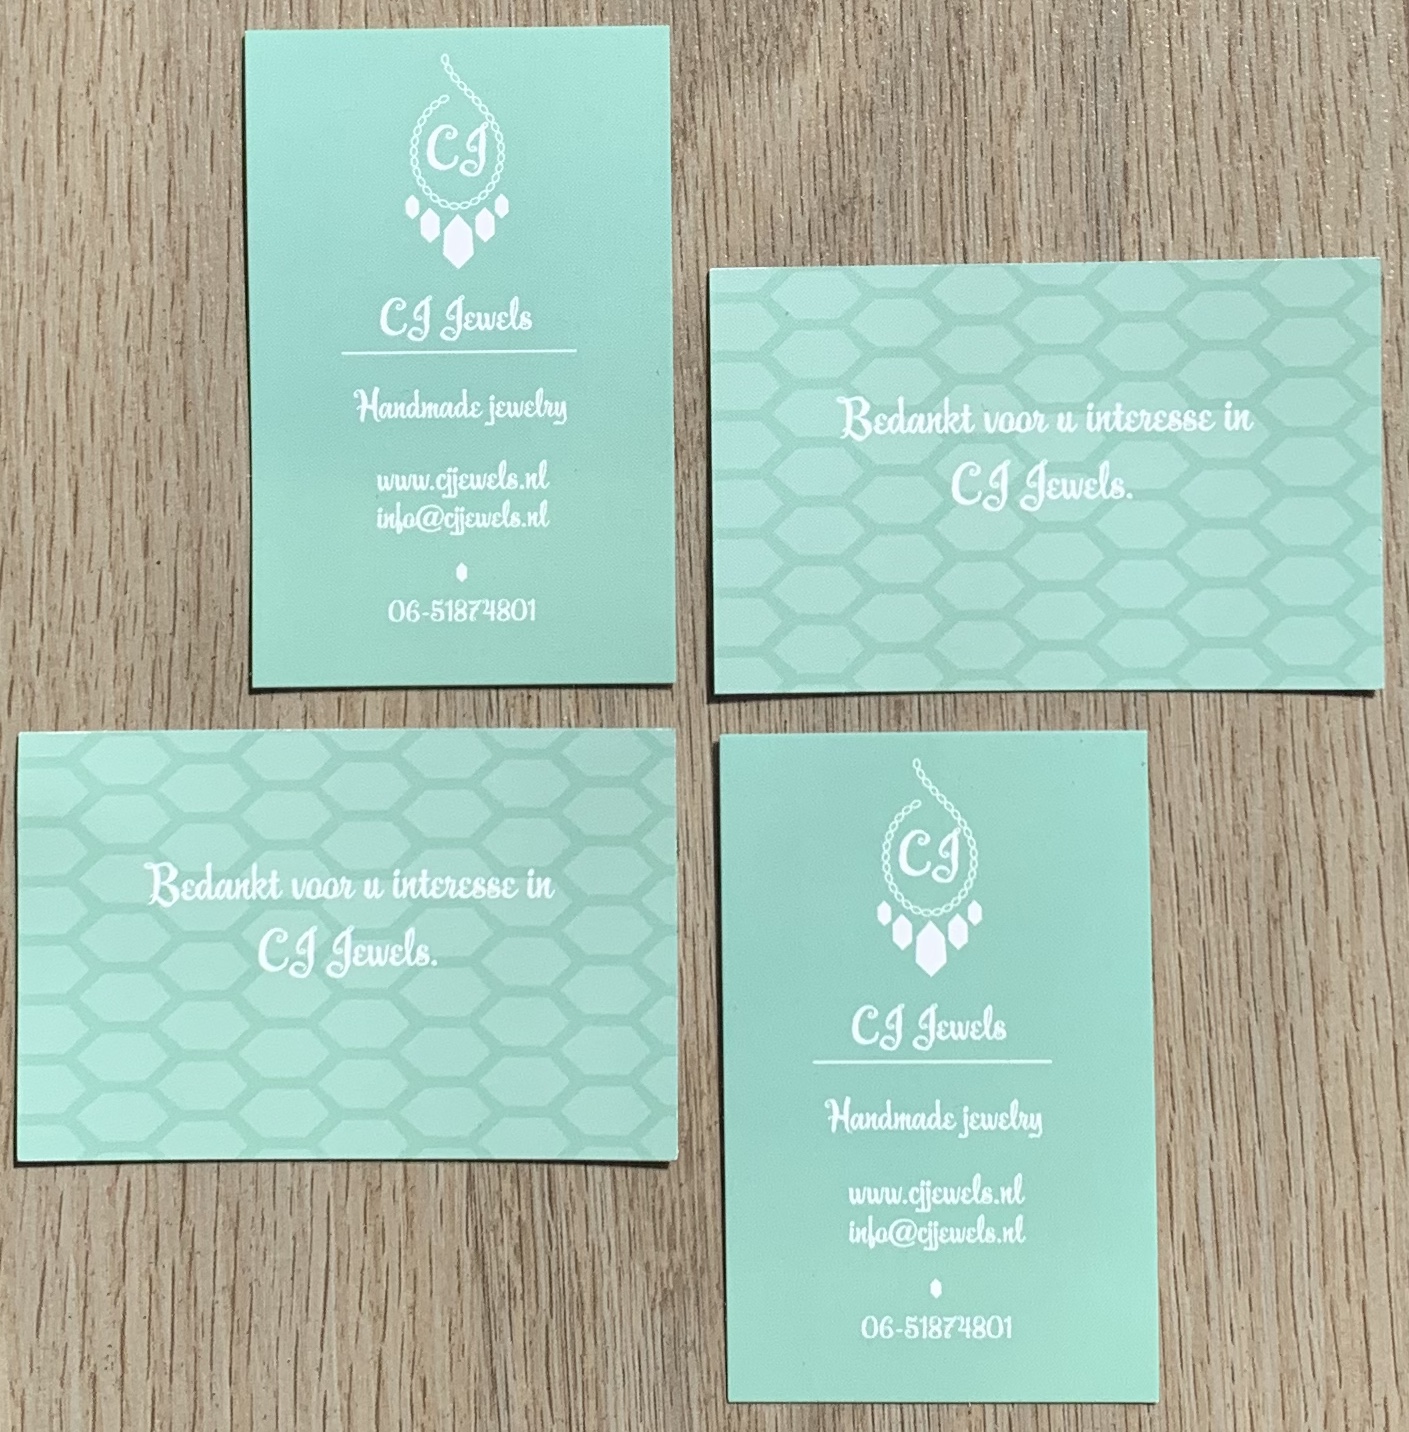 CJ
CJ Jewels
Handmade jewelry
www.cjjewels.nl
info@cjjewels.nl
06-51874801
Bedankt voor u interesse in
CJ Jewels.
Bedankt voor u interesse in
CJ Jewels.
CJ
CJ Jewels
Handmade jewelry
www.cjjewels.nl
info@cjjewels.nl
06-51874801